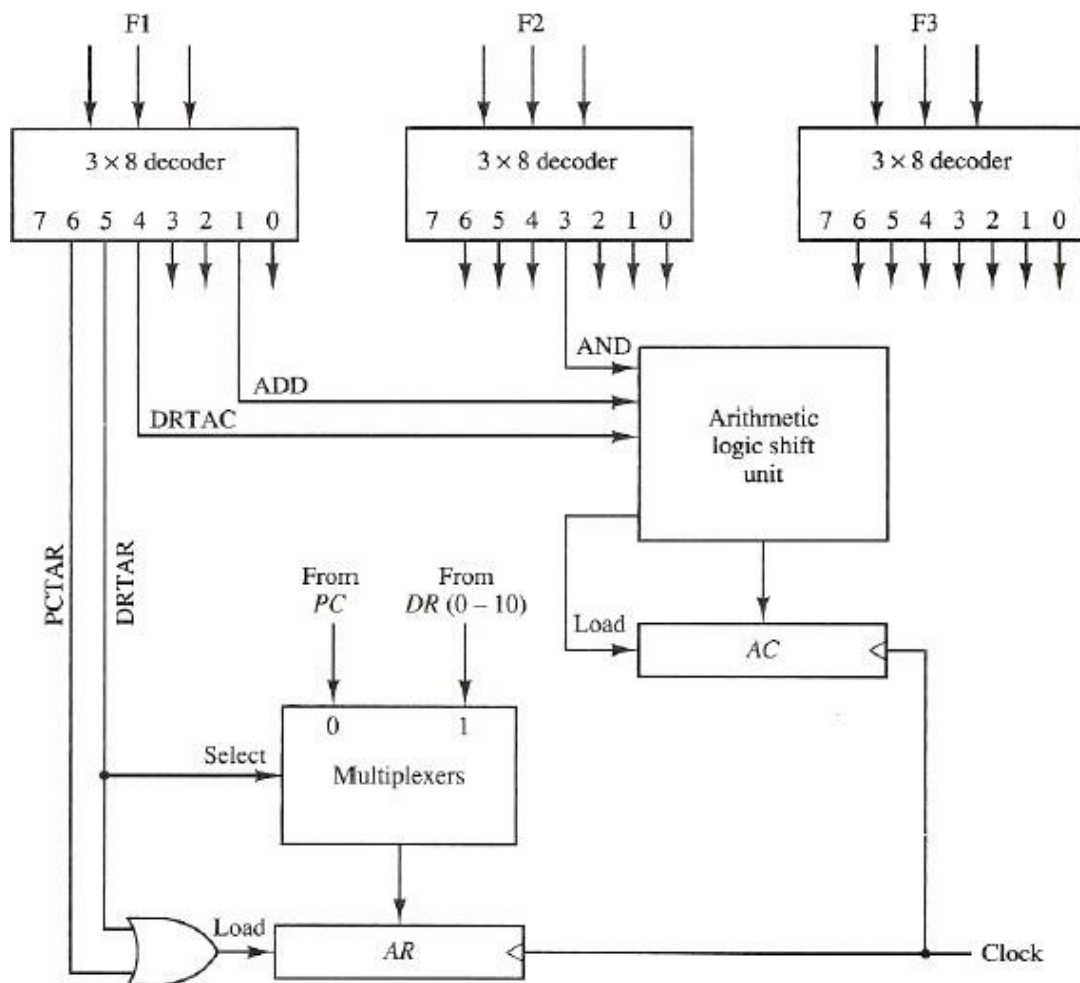 F1 F2 F3
3 × 8 decoder 3 × 8 decoder 3 × 8 decoder
7 6 5 4 3 2 1 0 7 6 5 4 3 2 1 0 7 6 5 4 3 2 1 0
AND
ADD
DRTAC
Arithmetic
logic shift
unit
PCTAR
DRTAR
From
PC
From
DR (0 – 10)
Load
AC
0 1
Select
Multiplexers
Load
AR
Clock